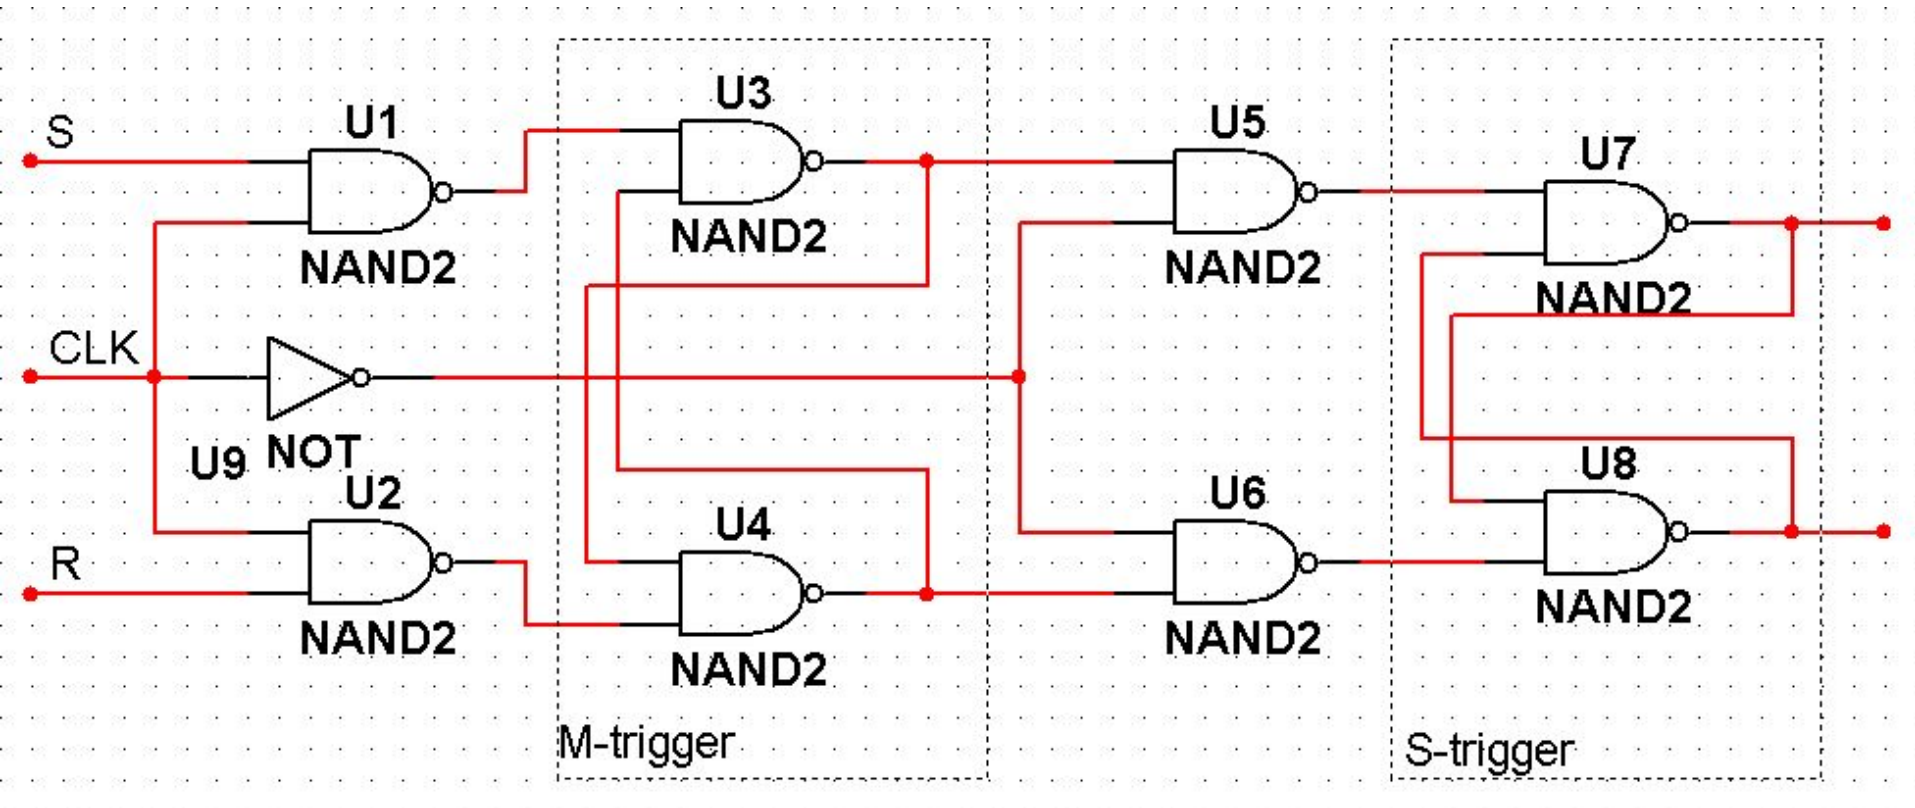 S
U1
NAND2
U3
NAND2
U5
NAND2
U7
NAND2
CLK
U9
NOT
U2
NAND2
R
U4
NAND2
U6
NAND2
U8
NAND2
M-trigger
S-trigger